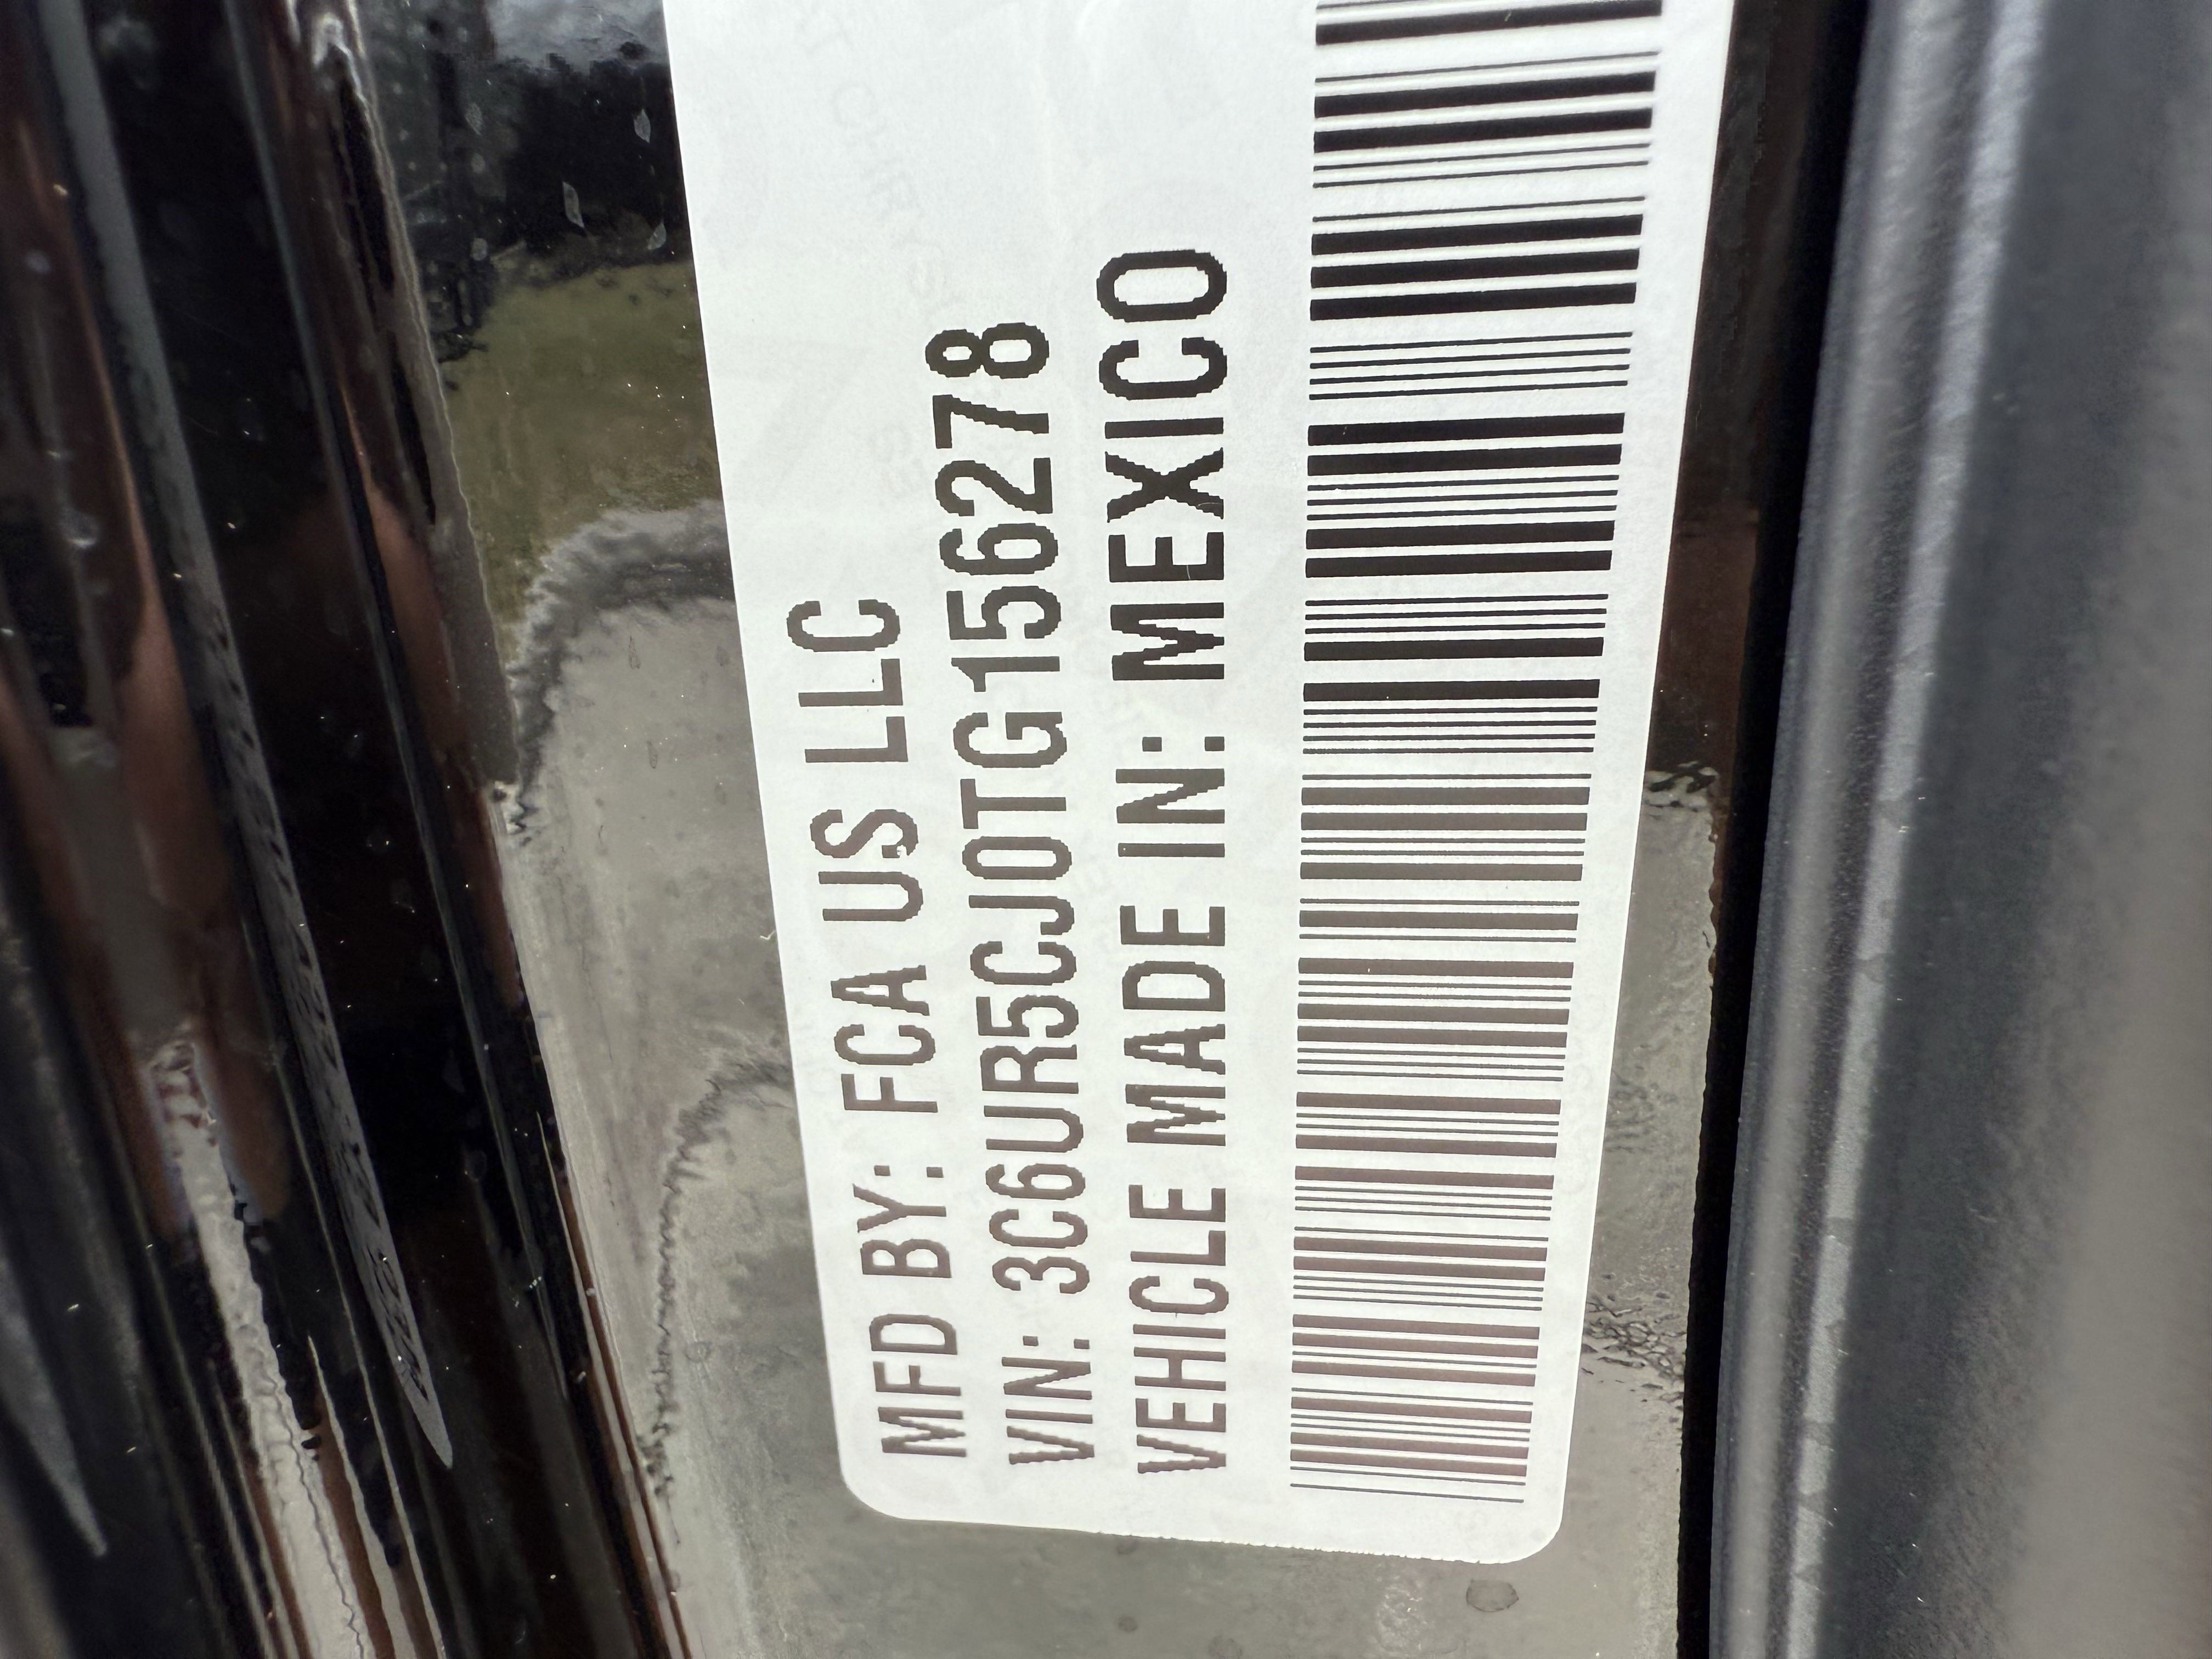 MFD BY: FCA US LLC
VIN: 3C6UR5CJ0TG156278
VEHICLE MADE IN: MEXICO